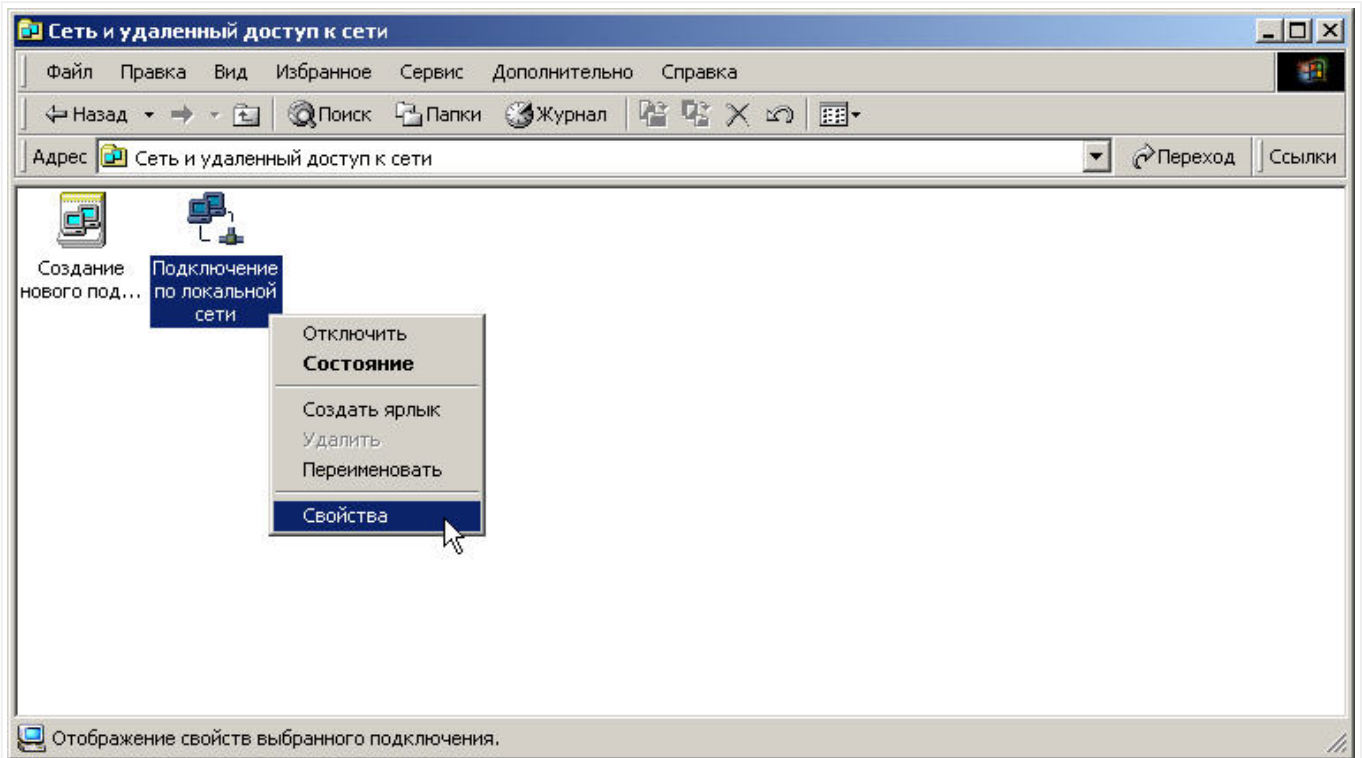 Сеть и удаленный доступ к сети
Файл Правка Вид Избранное Сервис Дополнительно Справка
Назад Поиск Папки Журнал
Адрес Сеть и удаленный доступ к сети Переход Ссылки
Создание
нового под...
Подключение
по локальной
сети
Отключить
Состояние
Создать ярлык
Удалить
Переименовать
Свойства
Отображение свойств выбранного подключения.